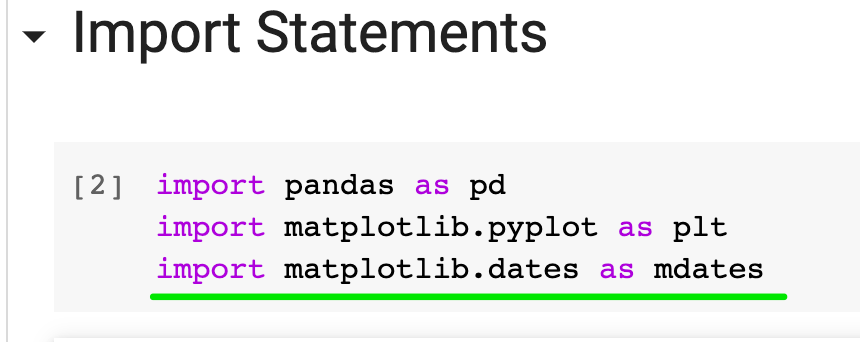 Import Statements
[2] import pandas as pd
import matplotlib.pyplot as plt
import matplotlib.dates as mdates